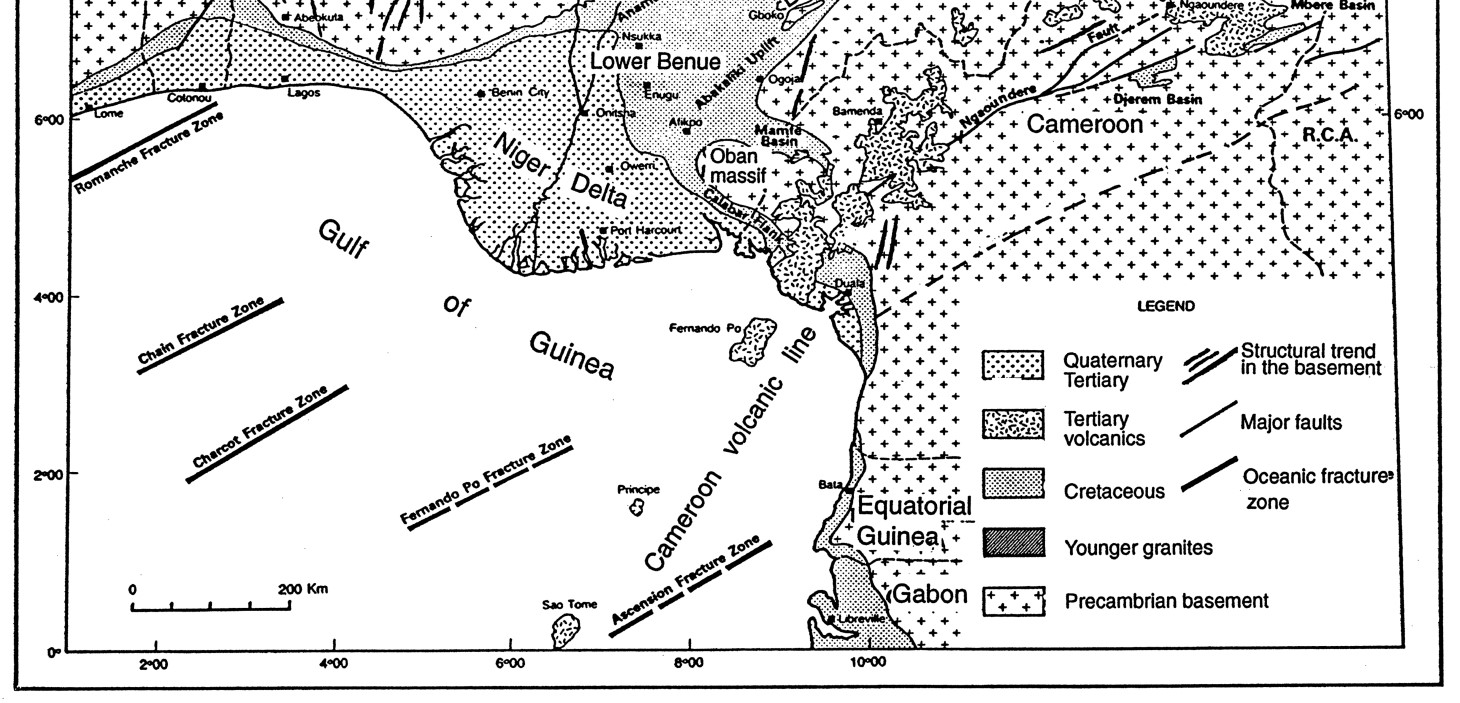 Abeokuta
Gboko
Ngaoundere
Mbere Basin
Nsukka
Lower Benue
Abakaliki Uplift
Fault
Enugu
Ogoja
Benin City
Colonou
Lagos
Lome
Onitsha
Afikpo
Bamenda
Ngaoundere
Djerem Basin
6°00
6°00
Cameroon
R.C.A.
Mamfe
Basin
Romanche Fracture Zone
Niger
Delta
Owerri
Oban
massif
Calabar Flank
Port Harcourt
Gulf
of
Guinea
Duala
4°00
Chain Fracture Zone
Fernando Po
Cameroon volcanic line
Charcot Fracture Zone
Fernando Po Fracture Zone
2°00
Principe
Bata
Equatorial
Guinea
Ascension Fracture Zone
Gabon
Sao Tome
Libreville
0 200 Km
0°
2°00 4°00 6°00 8°00 10°00
LEGEND
Quaternary
Tertiary
Tertiary
volcanics
Cretaceous
Younger granites
Precambrian basement
Structural trend
in the basement
Major faults
Oceanic fracture
zone